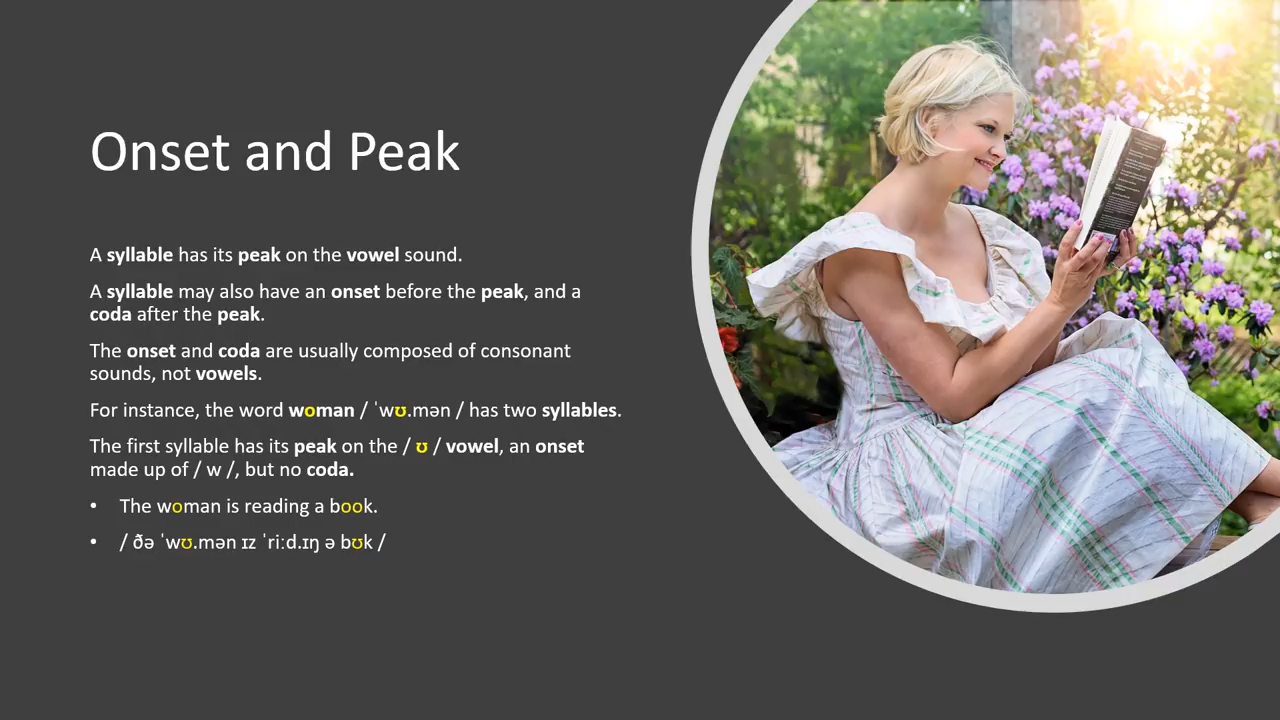 Onset and Peak
A syllable has its peak on the vowel sound.
A syllable may also have an onset before the peak, and a
coda after the peak.
The onset and coda are usually composed of consonant
sounds, not vowels.
For instance, the word woman / ˈwʊ.mən / has two syllables.
The first syllable has its peak on the / ʊ / vowel, an onset
made up of / w /, but no coda.
• The woman is reading a book.
• / ðə ˈwʊ.mən ɪz ˈriːd.ɪŋ ə bʊk /